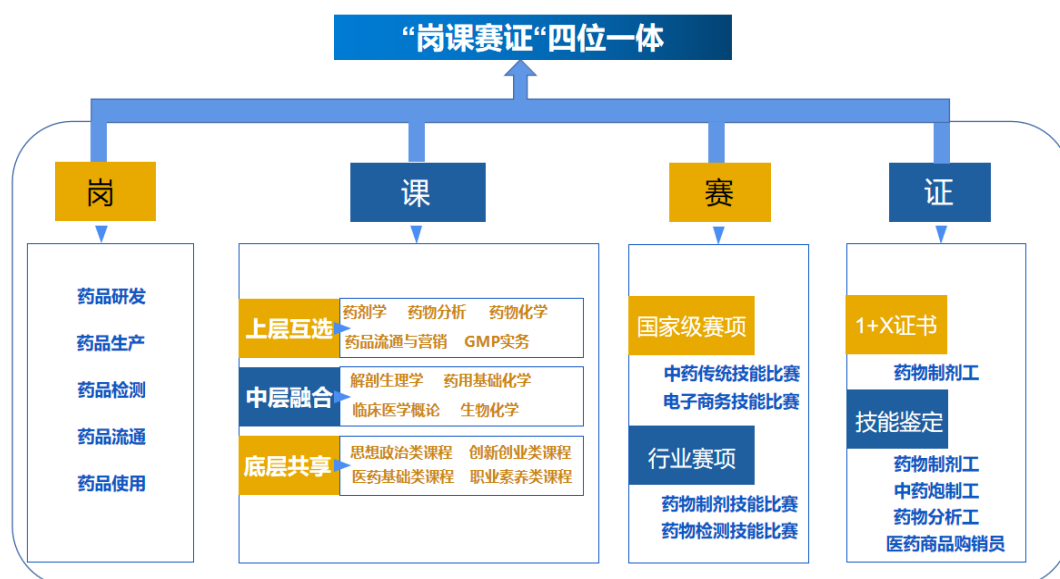 “岗课赛证“四位一体
岗
课
赛
证
药品研发
药品生产
药品检测
药品流通
药品使用
上层互选
药剂学 药物分析 药物化学
药品流通与营销 GMP实务
中层融合
解剖生理学 药用基础化学
临床医学概论 生物化学
底层共享
思想政治类课程 创新创业类课程
医药基础类课程 职业素养类课程
国家级赛项
中药传统技能比赛
电子商务技能比赛
行业赛项
药物制剂技能比赛
药物检测技能比赛
1+X证书
药物制剂工
技能鉴定
药物制剂工
中药炮制工
药物分析工
医药商品购销员